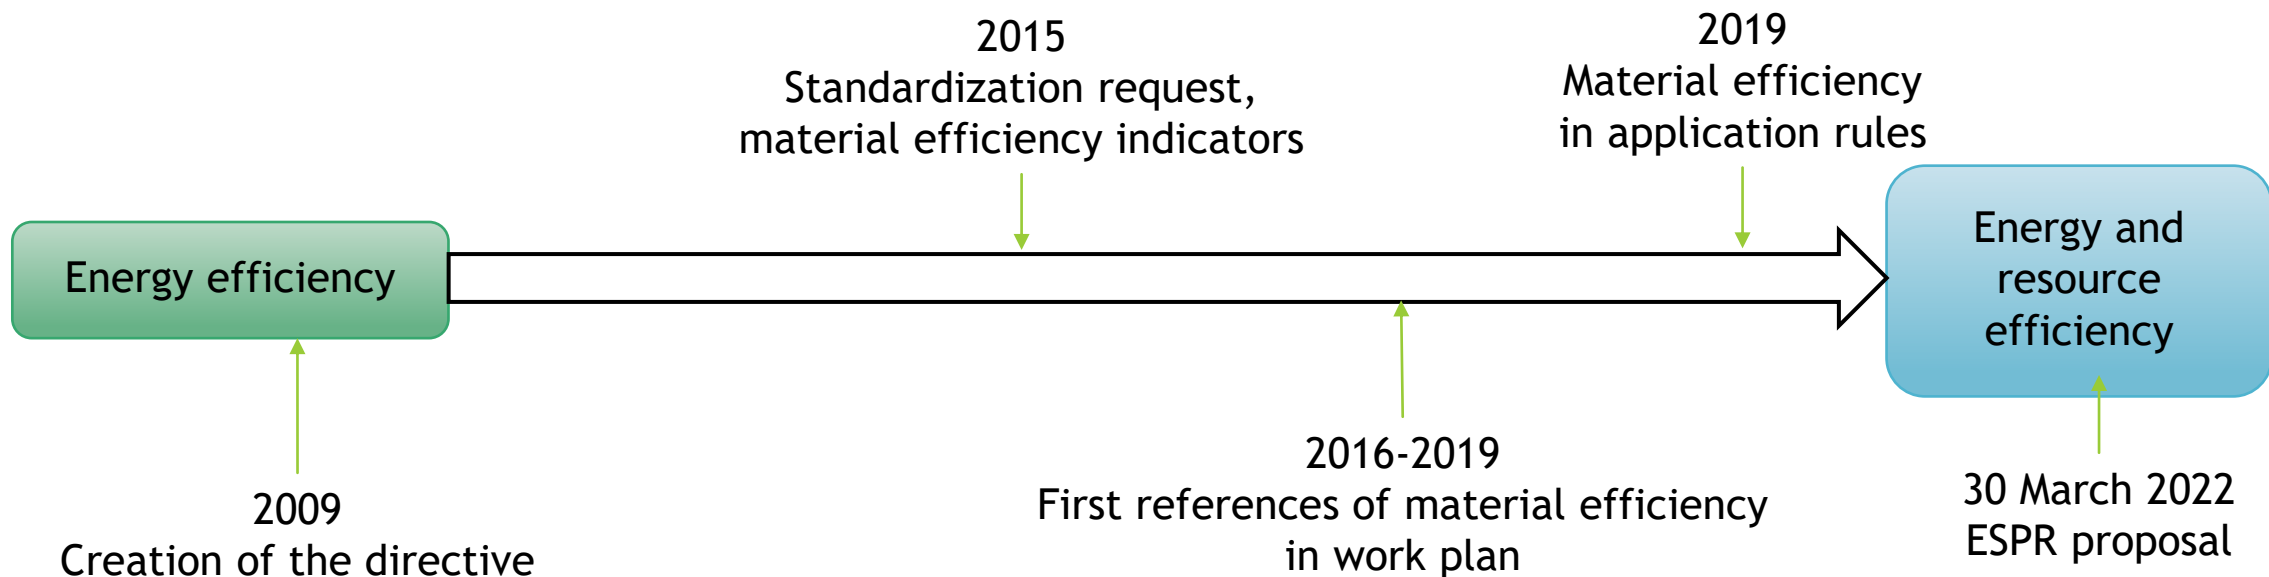 2015
Standardization request,
material efficiency indicators
2019
Material efficiency
in application rules
Energy efficiency
Energy and
resource
efficiency
2009
Creation of the directive
2016-2019
First references of material efficiency
in work plan
30 March 2022
ESPR proposal